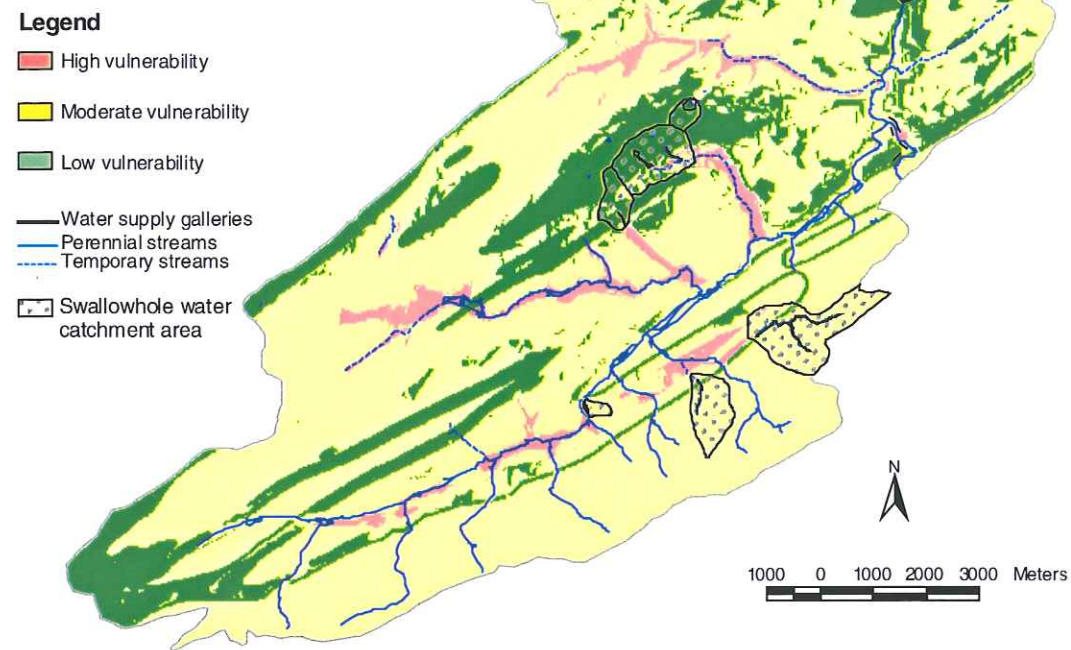 Legend
High vulnerability
Moderate vulnerability
Low vulnerability
Water supply galleries
Perennial streams
Temporary streams
Swallowhole water
catchment area
N
1000 0 1000 2000 3000 Meters